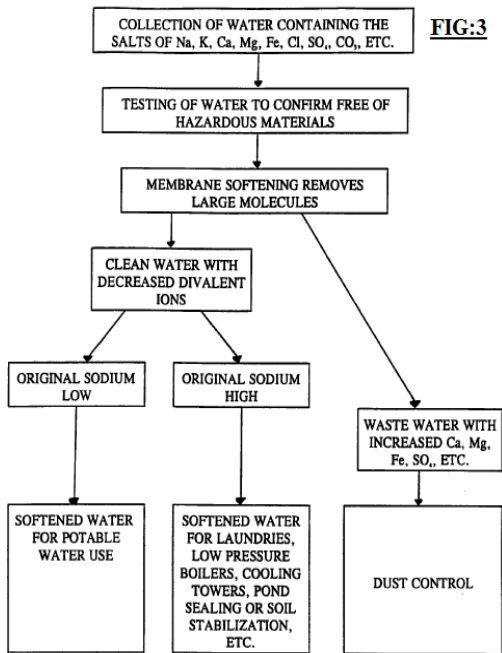 COLLECTION OF WATER CONTAINING THE
SALTS OF Na, K, Ca, Mg, Fe, Cl, SO₄, CO₃, ETC.
FIG:3
TESTING OF WATER TO CONFIRM FREE OF
HAZARDOUS MATERIALS
MEMBRANE SOFTENING REMOVES
LARGE MOLECULES
CLEAN WATER WITH
DECREASED DIVALENT
IONS
ORIGINAL SODIUM
LOW
ORIGINAL SODIUM
HIGH
WASTE WATER WITH
INCREASED Ca, Mg,
Fe, SO₄, ETC.
SOFTENED WATER
FOR POTABLE
WATER USE
SOFTENED WATER
FOR LAUNDRIES,
LOW PRESSURE
BOILERS, COOLING
TOWERS, POND
SEALING OR SOIL
STABILIZATION,
ETC.
DUST CONTROL